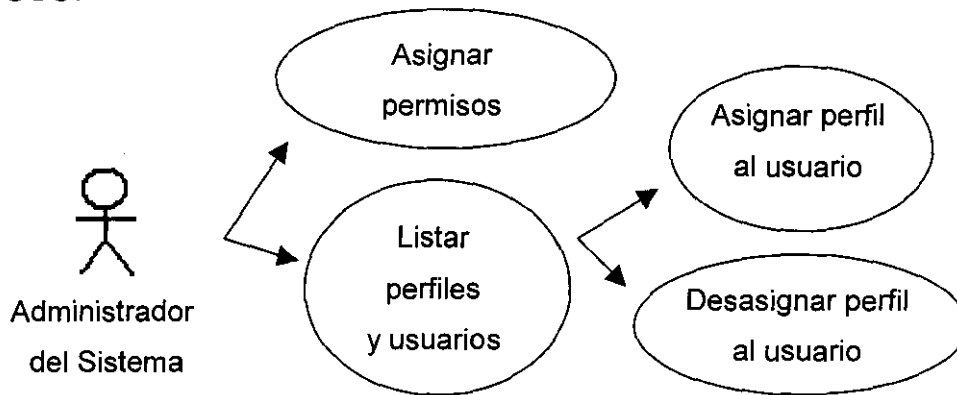 Asignar
permisos
Asignar perfil
al usuario
Listar
perfiles
y usuarios
Desasignar perfil
al usuario
Administrador
del Sistema